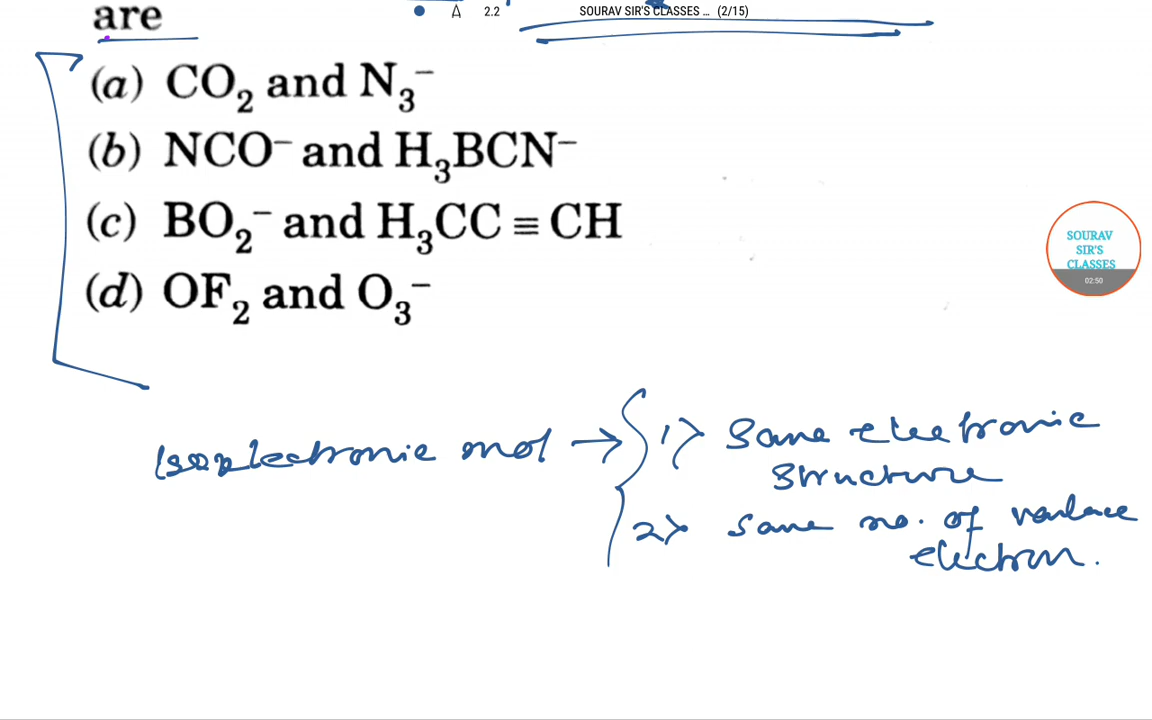 A 2.2 SOURAV SIR'S CLASSES ... (2/15)
are
(a) CO₂ and N₃⁻
(b) NCO⁻ and H₃BCN⁻
(c) BO₂⁻ and H₃CC ≡ CH
(d) OF₂ and O₃⁻
SOURAV
SIR'S
CLASSES
02:50
Isoelectronic mol → 1> Same electronic
structure
2> Same no. of valace
electron.